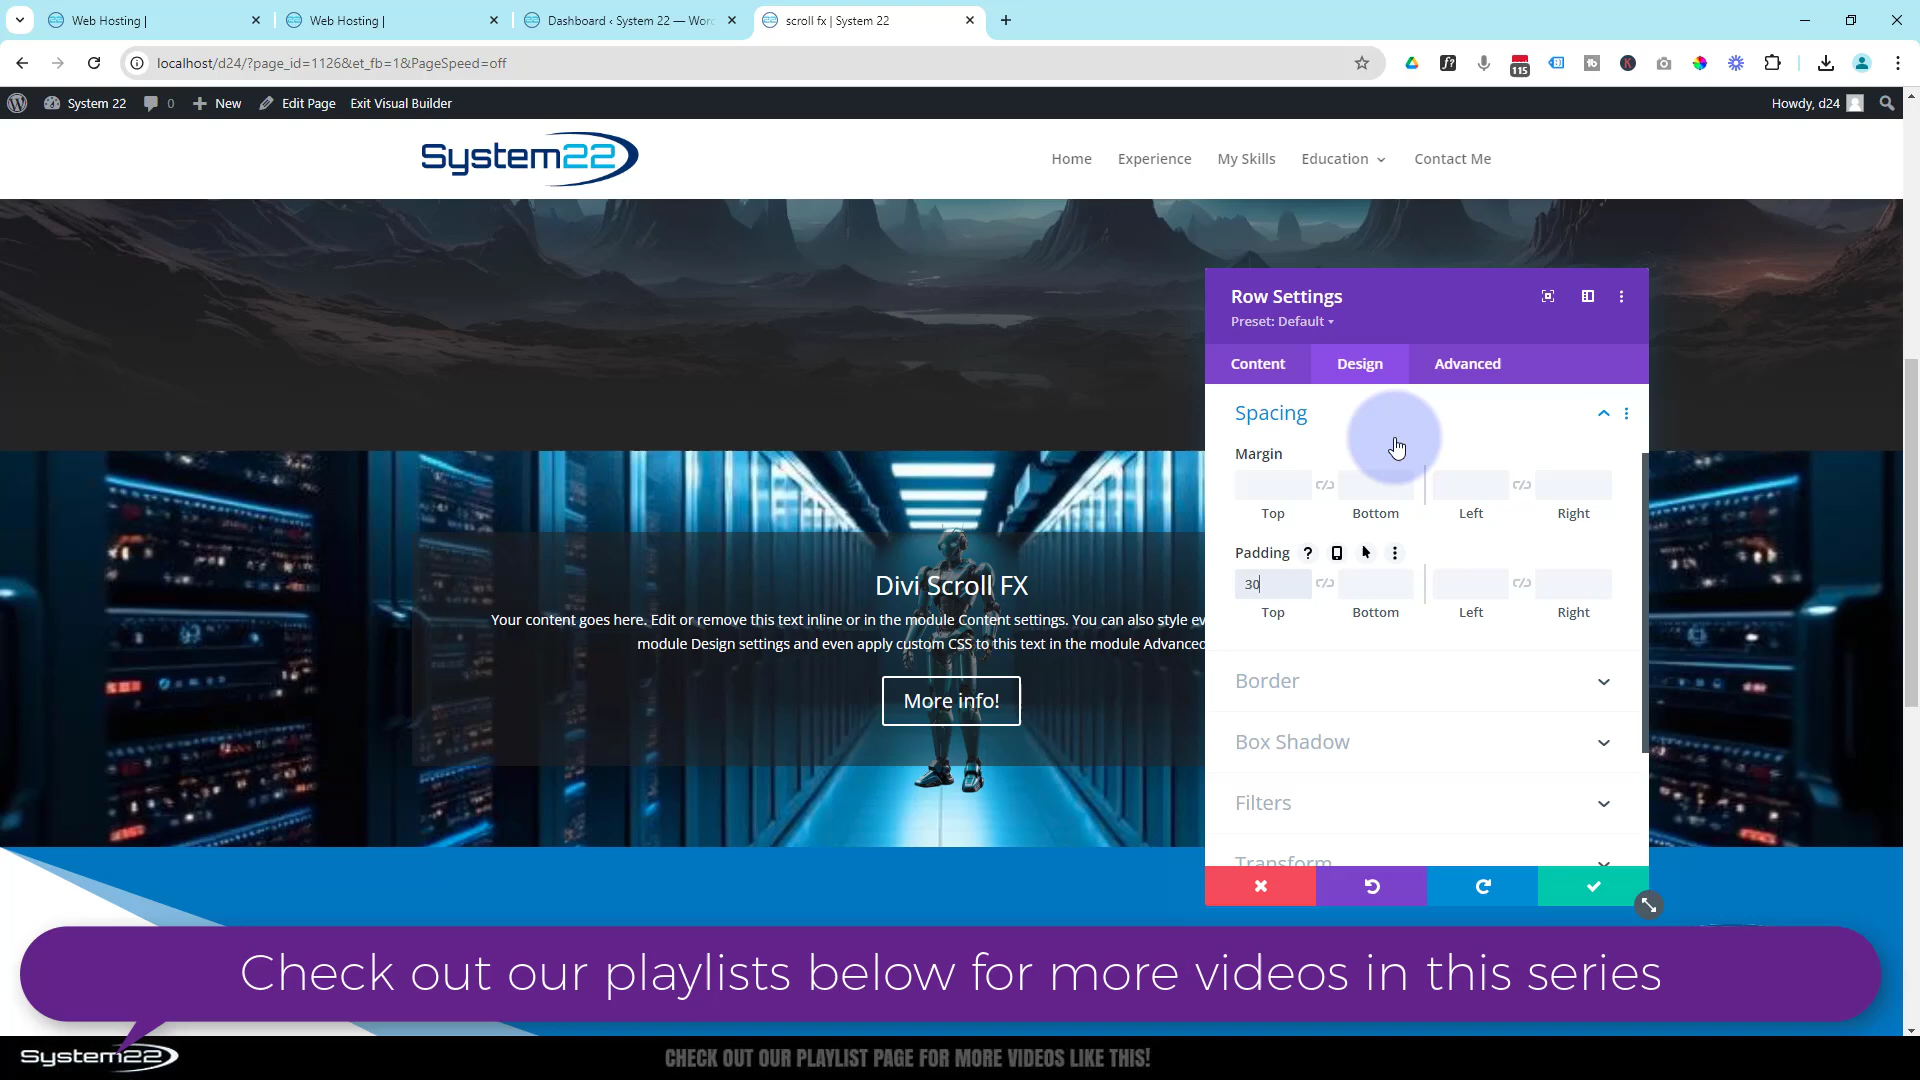 Web Hosting |
Web Hosting |
Dashboard ‹ System 22 — Wor
scroll fx | System 22
localhost/d24/?page_id=1126&et_fb=1&PageSpeed=off
115
System 22
0
New
Edit Page
Exit Visual Builder
Howdy, d24
System22
Home
Experience
My Skills
Education
Contact Me
Row Settings
Preset: Default
Content
Design
Advanced
Spacing
Margin
Top
Bottom
Left
Right
Padding
30
Top
Bottom
Left
Right
Border
Box Shadow
Filters
Transform
Divi Scroll FX
Your content goes here. Edit or remove this text inline or in the module Content settings. You can also style ev
module Design settings and even apply custom CSS to this text in the module Advanced
More info!
Check out our playlists below for more videos in this series
System22
CHECK OUT OUR PLAYLIST PAGE FOR MORE VIDEOS LIKE THIS!